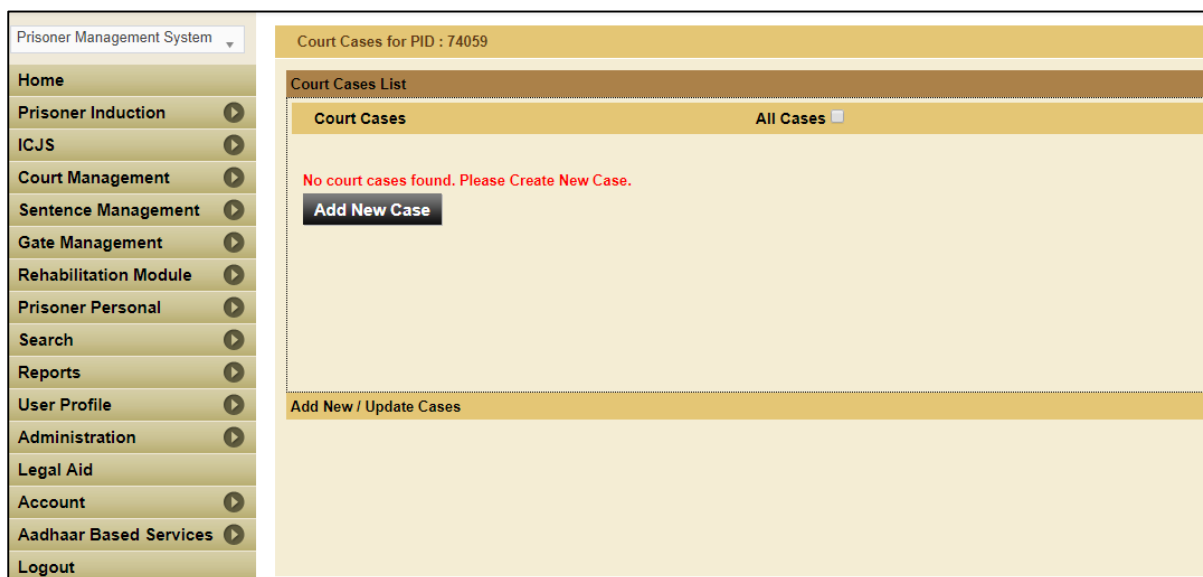 Prisoner Management System
Home
Prisoner Induction
ICJS
Court Management
Sentence Management
Gate Management
Rehabilitation Module
Prisoner Personal
Search
Reports
User Profile
Administration
Legal Aid
Account
Aadhaar Based Services
Logout
Court Cases for PID : 74059
Court Cases List
Court Cases All Cases
No court cases found. Please Create New Case.
Add New Case
Add New / Update Cases